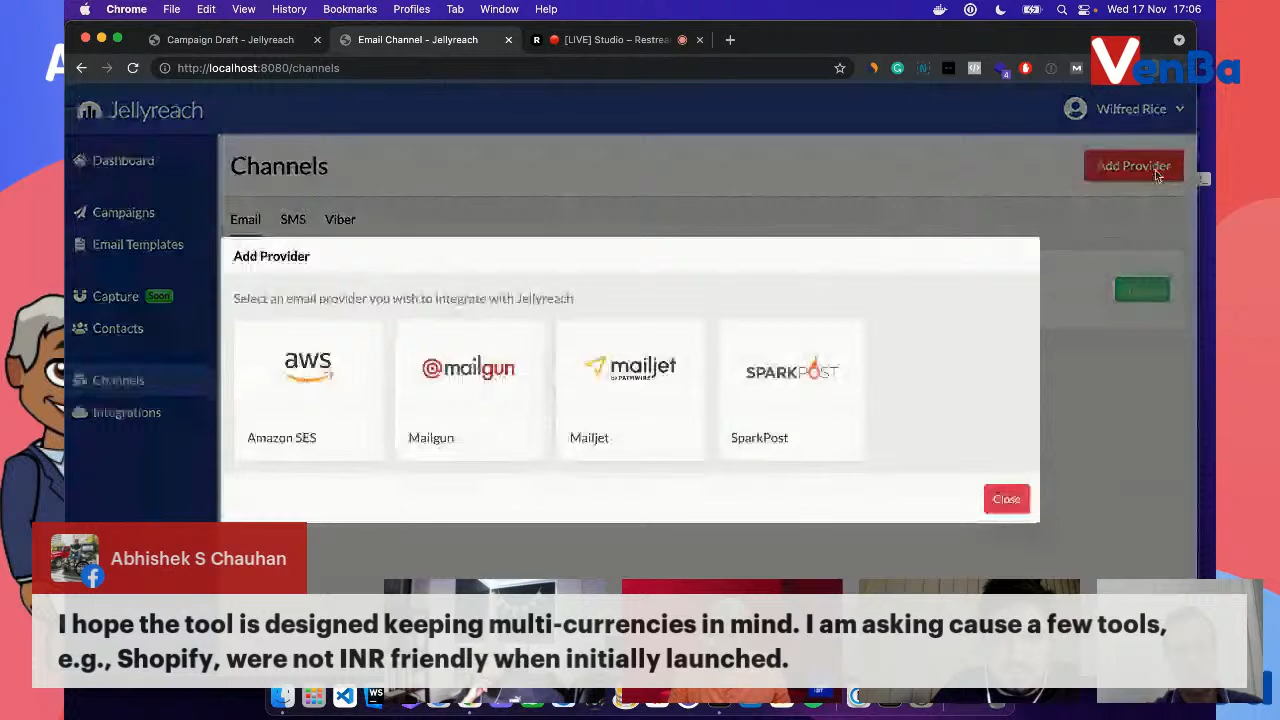 Chrome File Edit View History Bookmarks Profiles Tab Window Help Wed 17 Nov 17:06
Campaign Draft - Jellyreach Email Channel - Jellyreach [LIVE] Studio – Restrea
http://localhost:8080/channels
VenBa
Jellyreach Wilfred Rice
Dashboard
Campaigns
Email Templates
Capture Soon
Contacts
Channels
Integrations
Channels Add Provider
Email SMS Viber
Add Provider
Select an email provider you wish to integrate with Jellyreach
aws @mailgun mailjet SPARKPOST
BY PATHWIRE
Amazon SES Mailgun Mailjet SparkPost
Close
Abhishek S Chauhan
I hope the tool is designed keeping multi-currencies in mind. I am asking cause a few tools,
e.g., Shopify, were not INR friendly when initially launched.